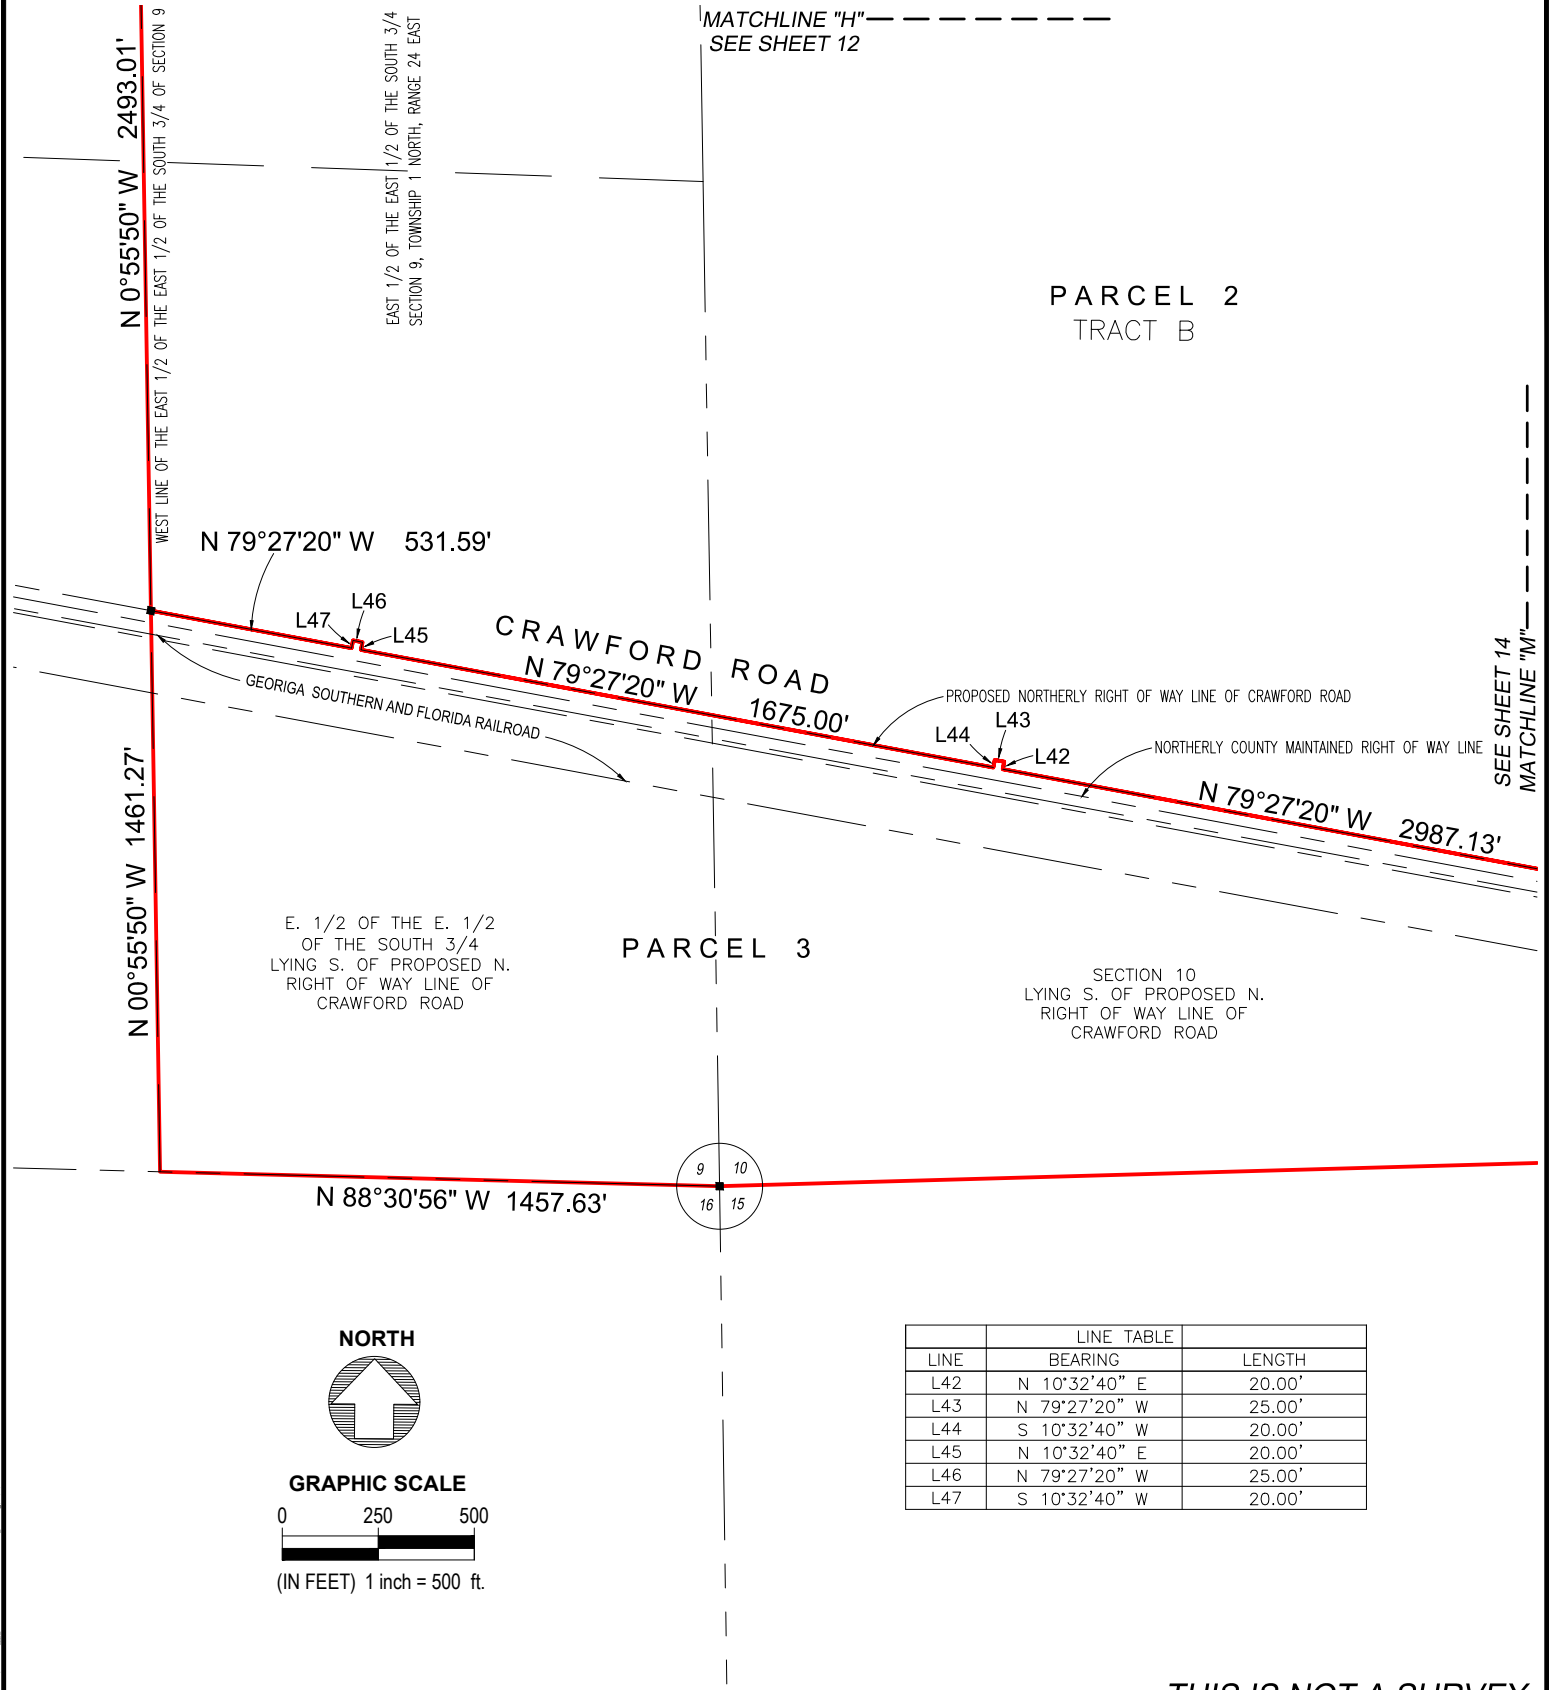 MATCHLINE "H"
SEE SHEET 12
N 0°55'50" W 2493.01'
WEST LINE OF THE EAST 1/2 OF THE EAST 1/2 OF THE SOUTH 3/4 OF SECTION 9
EAST 1/2 OF THE EAST 1/2 OF THE SOUTH 3/4
SECTION 9, TOWNSHIP 1 NORTH, RANGE 24 EAST
PARCEL 2
TRACT B
SEE SHEET 14
MATCHLINE "M"
N 79°27'20" W 531.59'
L47
L46
L45
CRAWFORD ROAD
N 79°27'20" W 1675.00'
GEORIGA SOUTHERN AND FLORIDA RAILROAD
PROPOSED NORTHERLY RIGHT OF WAY LINE OF CRAWFORD ROAD
L44
L43
L42
NORTHERLY COUNTY MAINTAINED RIGHT OF WAY LINE
N 79°27'20" W 2987.13'
N 00°55'50" W 1461.27'
E. 1/2 OF THE E. 1/2
OF THE SOUTH 3/4
LYING S. OF PROPOSED N.
RIGHT OF WAY LINE OF
CRAWFORD ROAD
PARCEL 3
SECTION 10
LYING S. OF PROPOSED N.
RIGHT OF WAY LINE OF
CRAWFORD ROAD
9 10
16 15
N 88°30'56" W 1457.63'
NORTH
GRAPHIC SCALE
0 250 500
(IN FEET) 1 inch = 500 ft.
LINE TABLE
LINE BEARING LENGTH
L42 N 10°32'40" E 20.00'
L43 N 79°27'20" W 25.00'
L44 S 10°32'40" W 20.00'
L45 N 10°32'40" E 20.00'
L46 N 79°27'20" W 25.00'
L47 S 10°32'40" W 20.00'
THIS IS NOT A SURVEY